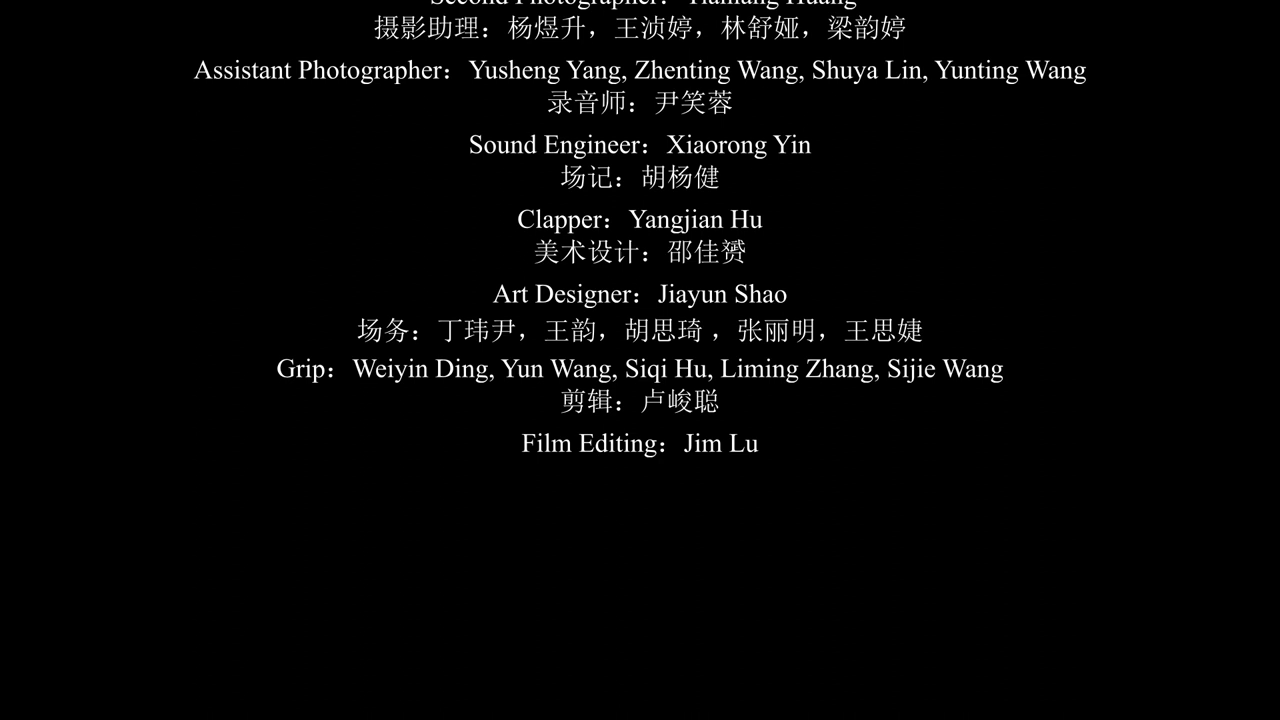 Second Photographer：
摄影助理：杨煜升，王浈婷，林舒娅，梁韵婷
Assistant Photographer：Yusheng Yang, Zhenting Wang, Shuya Lin, Yunting Wang
录音师：尹笑蓉
Sound Engineer：Xiaorong Yin
场记：胡杨健
Clapper：Yangjian Hu
美术设计：邵佳赟
Art Designer：Jiayun Shao
场务：丁玮尹，王韵，胡思琦 ，张丽明，王思婕
Grip：Weiyin Ding, Yun Wang, Siqi Hu, Liming Zhang, Sijie Wang
剪辑：卢峻聪
Film Editing：Jim Lu